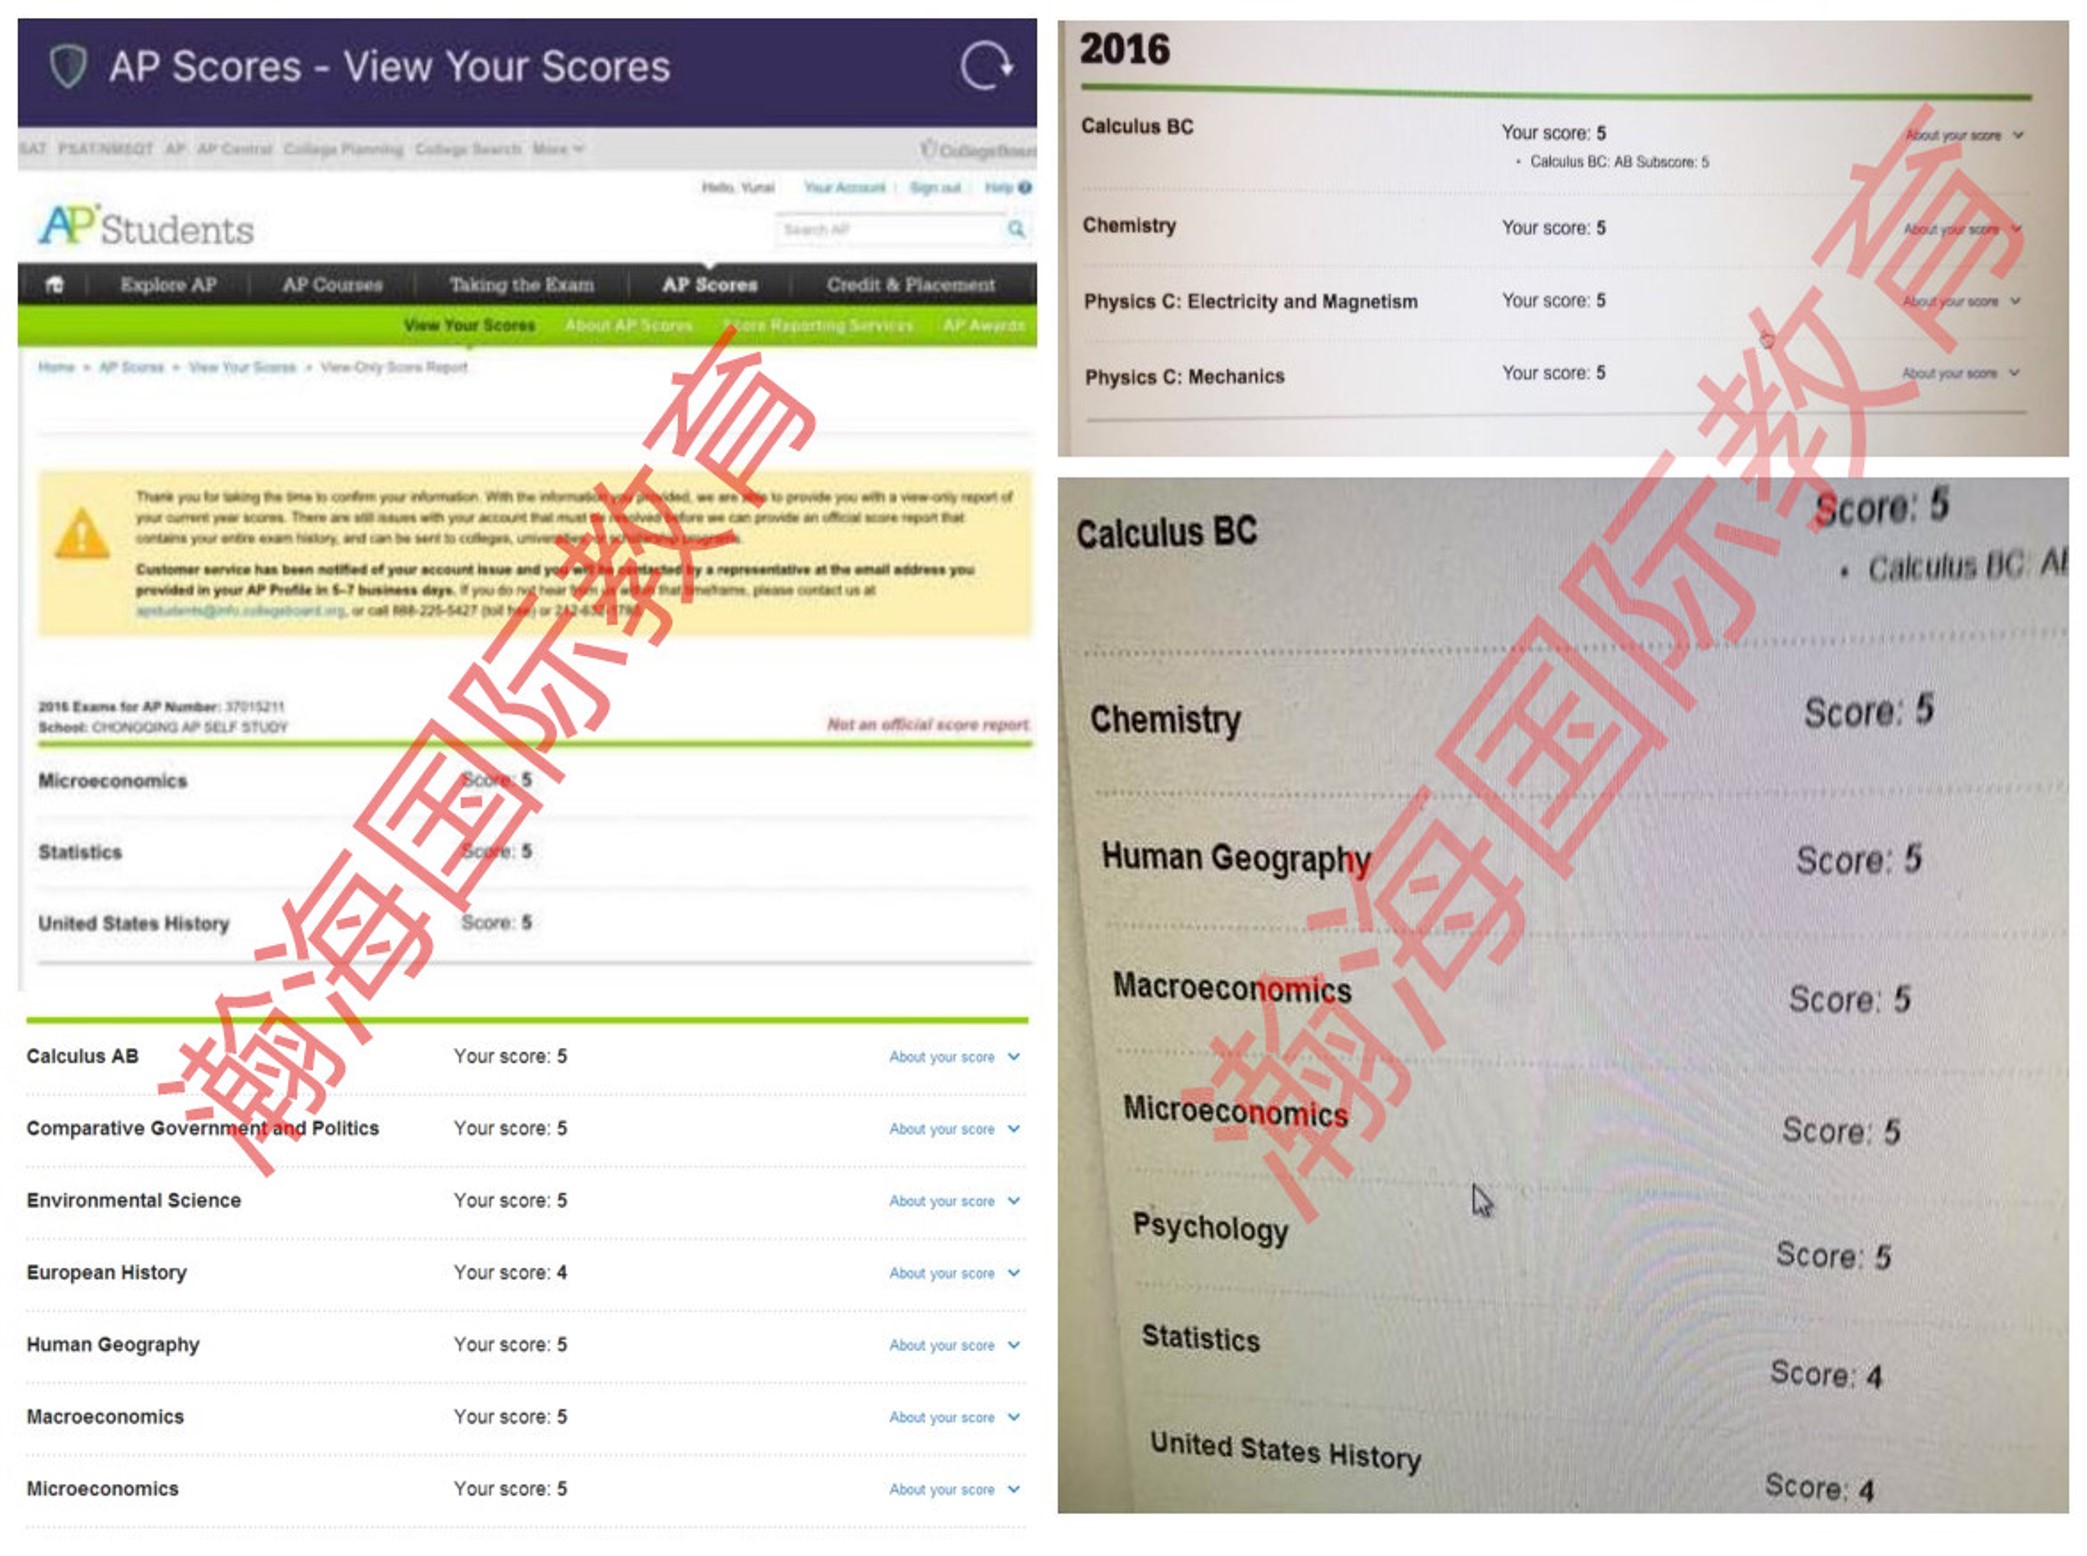 AP Scores - View Your Scores
SAT PSAT/NMSQT AP AP Central College Planning College Search More
CollegeBoard
Hello, Yunai Your Account Sign out Help
AP Students
Search AP
Explore AP AP Courses Taking the Exam AP Scores Credit & Placement
View Your Scores About AP Scores Score Reporting Services AP Awards
Home » AP Scores » View Your Scores » View-Only Score Report
Thank you for taking the time to confirm your information. With the information you provided, we are able to provide you with a view-only report of
your current year scores. There are still issues with your account that must be resolved before we can provide an official score report that
contains your entire exam history, and can be sent to colleges, universities, or scholarship programs.
Customer service has been notified of your account issue and you will be contacted by a representative at the email address you
provided in your AP Profile in 5-7 business days. If you do not hear from us within that timeframe, please contact us at
apstudents@info.collegeboard.org, or call 888-225-5427 (toll free) or
2016 Exams for AP Number: 37015211
School: CHONGQING AP SELF STUDY
Not an official score report
Microeconomics Score: 5
Statistics Score: 5
United States History Score: 5
Calculus AB Your score: 5 About your score
Comparative Government and Politics Your score: 5 About your score
Environmental Science Your score: 5 About your score
European History Your score: 4 About your score
Human Geography Your score: 5 About your score
Macroeconomics Your score: 5 About your score
Microeconomics Your score: 5 About your score
瀚海国际教育
2016
Calculus BC Your score: 5 About your score
• Calculus BC: AB Subscore: 5
Chemistry Your score: 5 About your score
Physics C: Electricity and Magnetism Your score: 5 About your score
Physics C: Mechanics Your score: 5 About your score
Calculus BC Score: 5
• Calculus BC: AB
Chemistry Score: 5
Human Geography Score: 5
Macroeconomics Score: 5
Microeconomics Score: 5
Psychology Score: 5
Statistics Score: 4
United States History Score: 4
瀚海国际教育